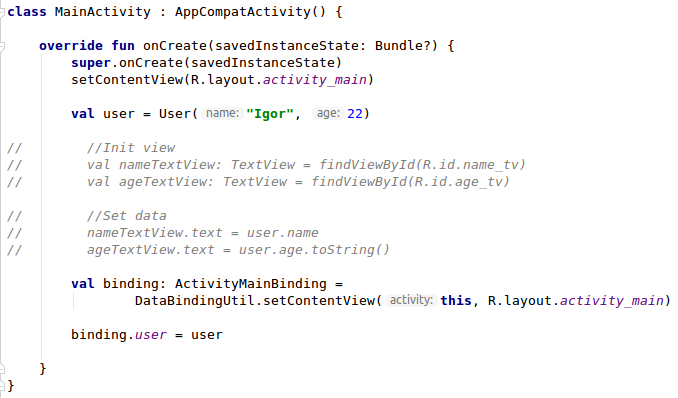 class MainActivity : AppCompatActivity() {
override fun onCreate(savedInstanceState: Bundle?) {
super.onCreate(savedInstanceState)
setContentView(R.layout.activity_main)
val user = User( name: "Igor", age: 22)
// //Init view
// val nameTextView: TextView = findViewById(R.id.name_tv)
// val ageTextView: TextView = findViewById(R.id.age_tv)
// //Set data
// nameTextView.text = user.name
// ageTextView.text = user.age.toString()
val binding: ActivityMainBinding =
DataBindingUtil.setContentView( activity: this, R.layout.activity_main)
binding.user = user
}
}